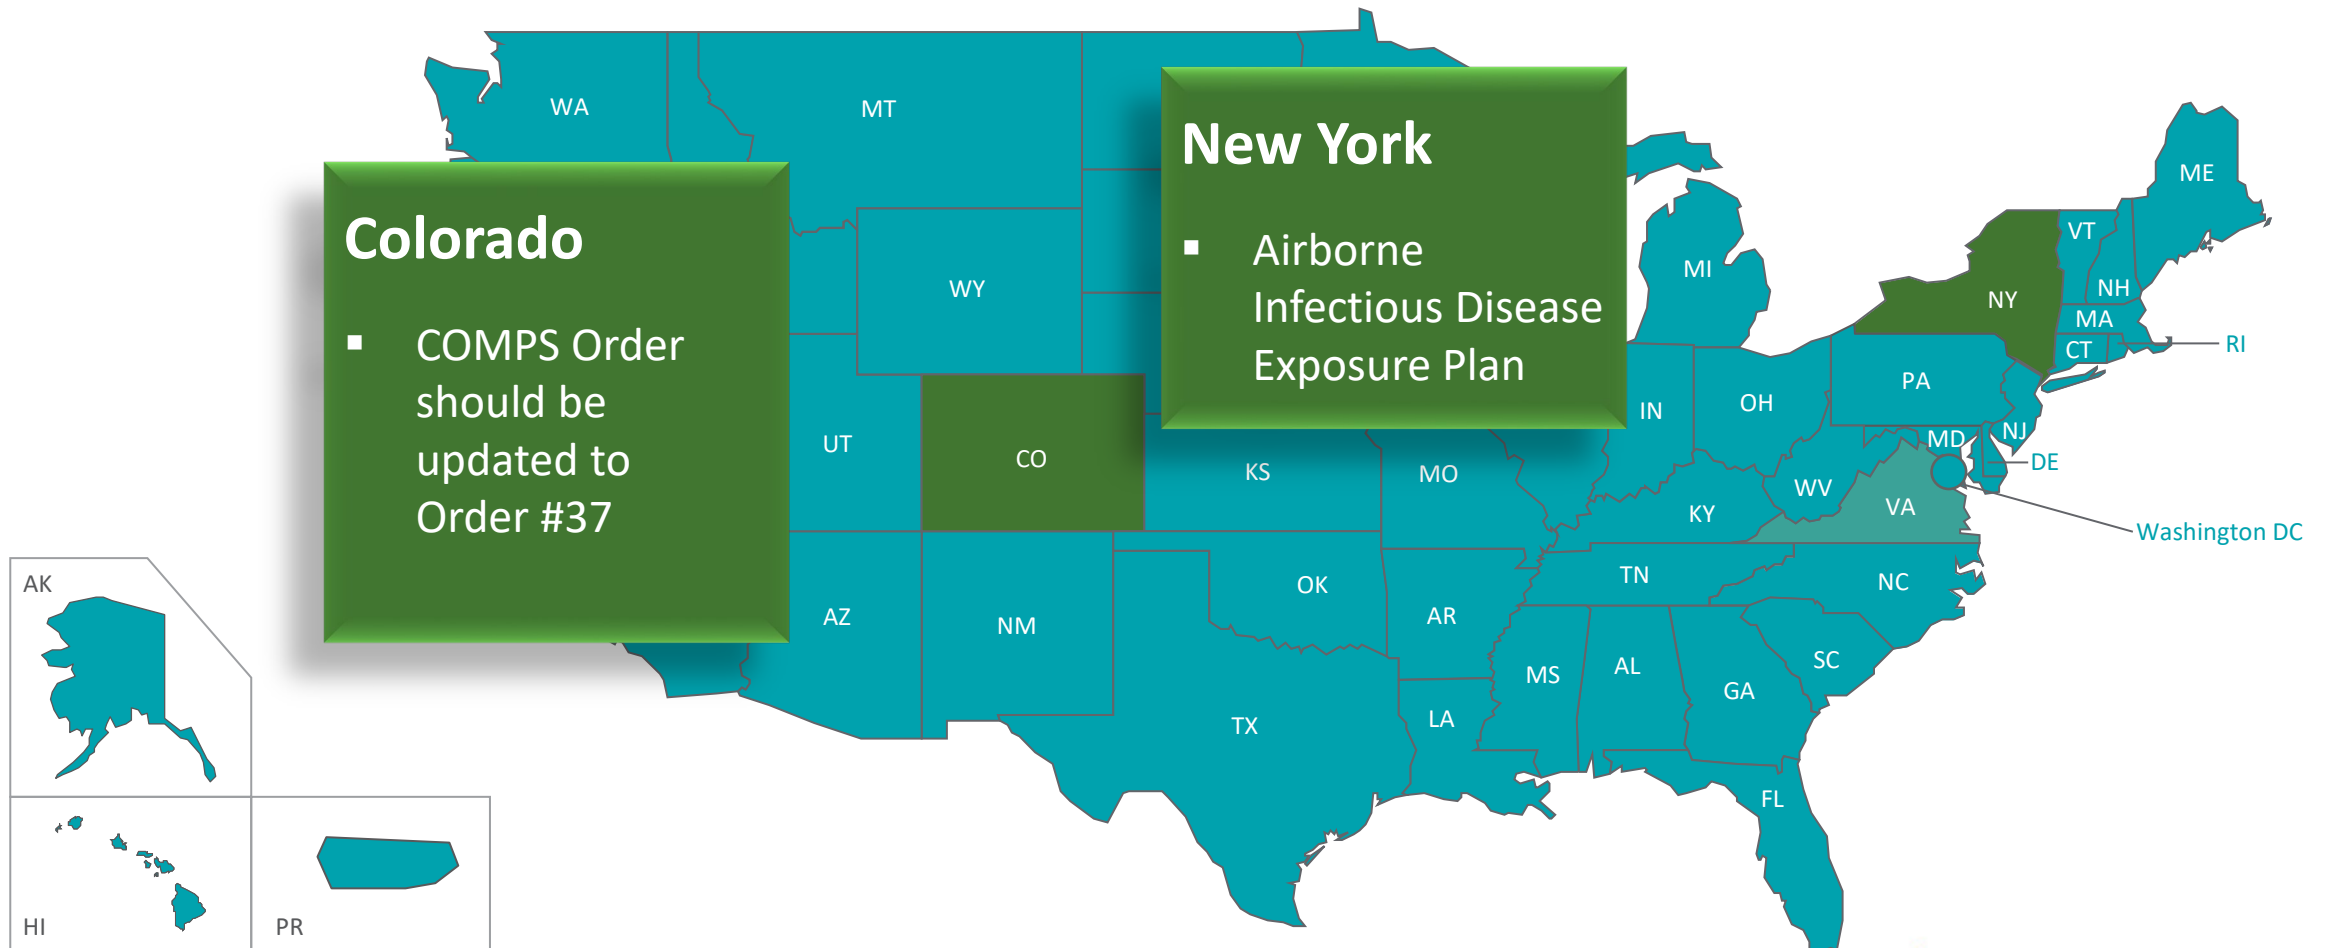 Colorado
▪ COMPS Order
should be
updated to
Order #37
New York
▪ Airborne
Infectious Disease
Exposure Plan
WA
MT
ME
VT
MI
WY
NH
NY
MA
RI
CT
PA
OH
IN
NJ
MD
UT
CO
KS
MO
DE
WV
VA
KY
Washington DC
TN
NC
OK
AK
AR
AZ
NM
SC
AL
MS
GA
LA
TX
FL
HI
PR